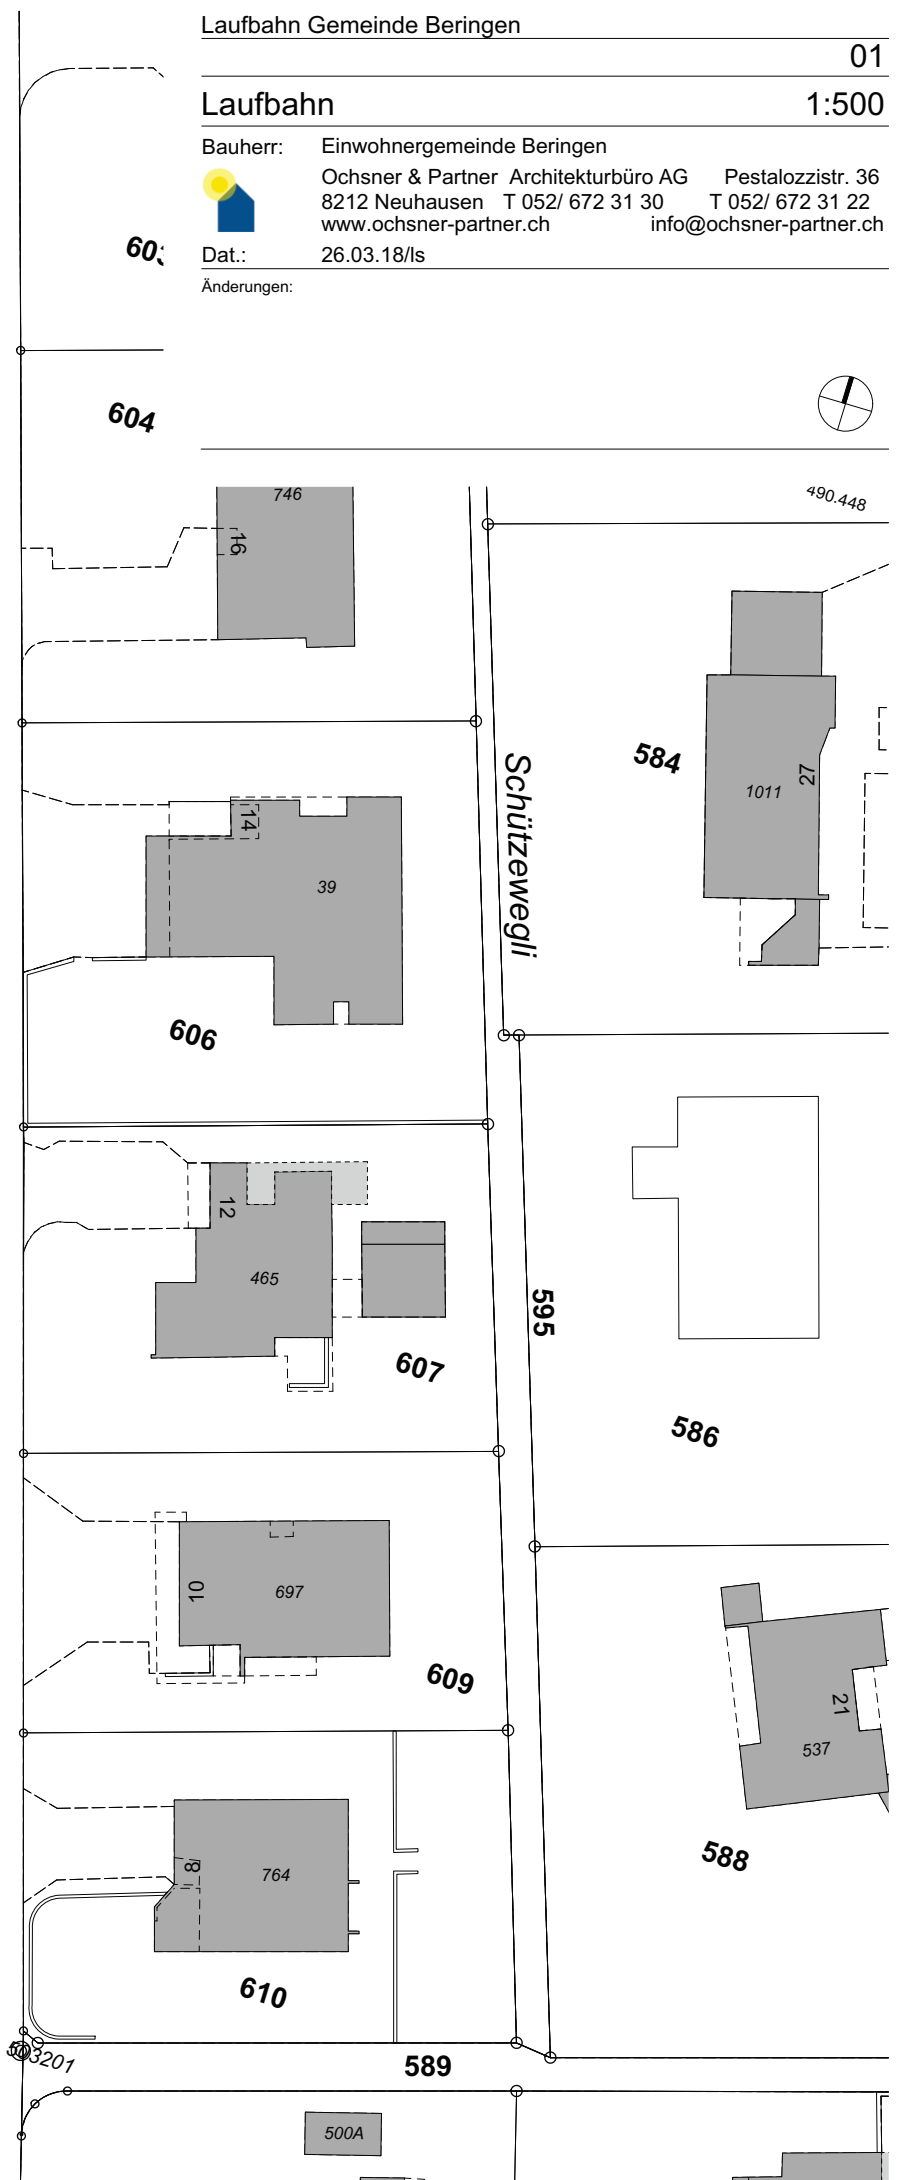 Laufbahn Gemeinde Beringen
01
Laufbahn 1:500
Bauherr: Einwohnergemeinde Beringen
Ochsner & Partner Architekturbüro AG Pestalozzistr. 36
8212 Neuhausen T 052/ 672 31 30 T 052/ 672 31 22
www.ochsner-partner.ch info@ochsner-partner.ch
Dat.: 26.03.18/ls
Änderungen:
604
746
490.448
16
584
Schützewegli
27
1011
14
39
606
12
465
595
607
586
10
697
609
21
537
588
8
764
610
589
500A